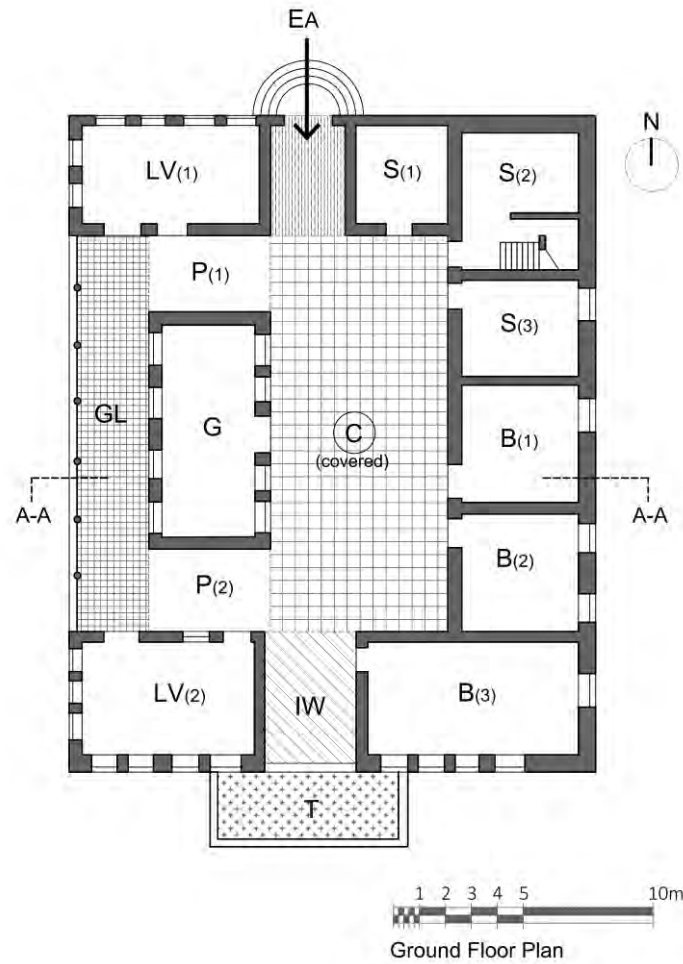 EA
N
LV(1)
S(1)
S(2)
P(1)
S(3)
GL
G
C
(covered)
B(1)
A-A
A-A
B(2)
P(2)
LV(2)
IW
B(3)
T
1 2 3 4 5 10m
Ground Floor Plan